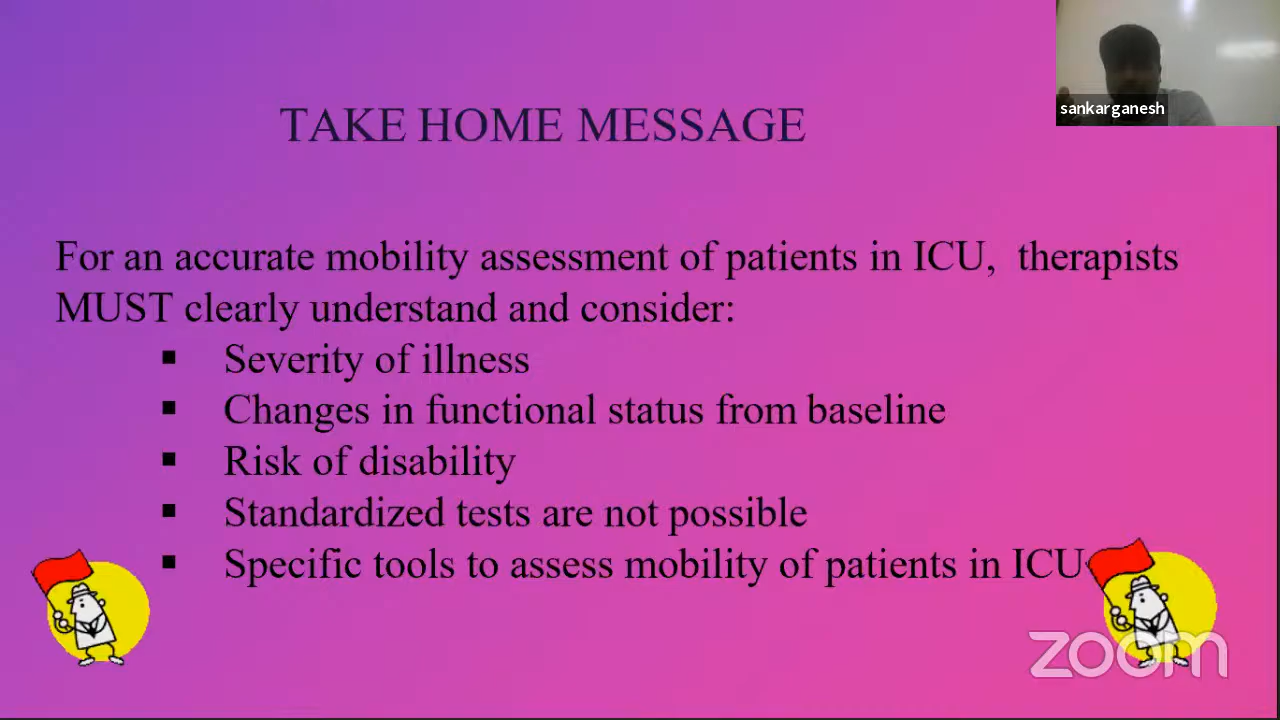 sankarganesh
TAKE HOME MESSAGE
For an accurate mobility assessment of patients in ICU, therapists
MUST clearly understand and consider:
▪ Severity of illness
▪ Changes in functional status from baseline
▪ Risk of disability
▪ Standardized tests are not possible
▪ Specific tools to assess mobility of patients in ICU
zoom